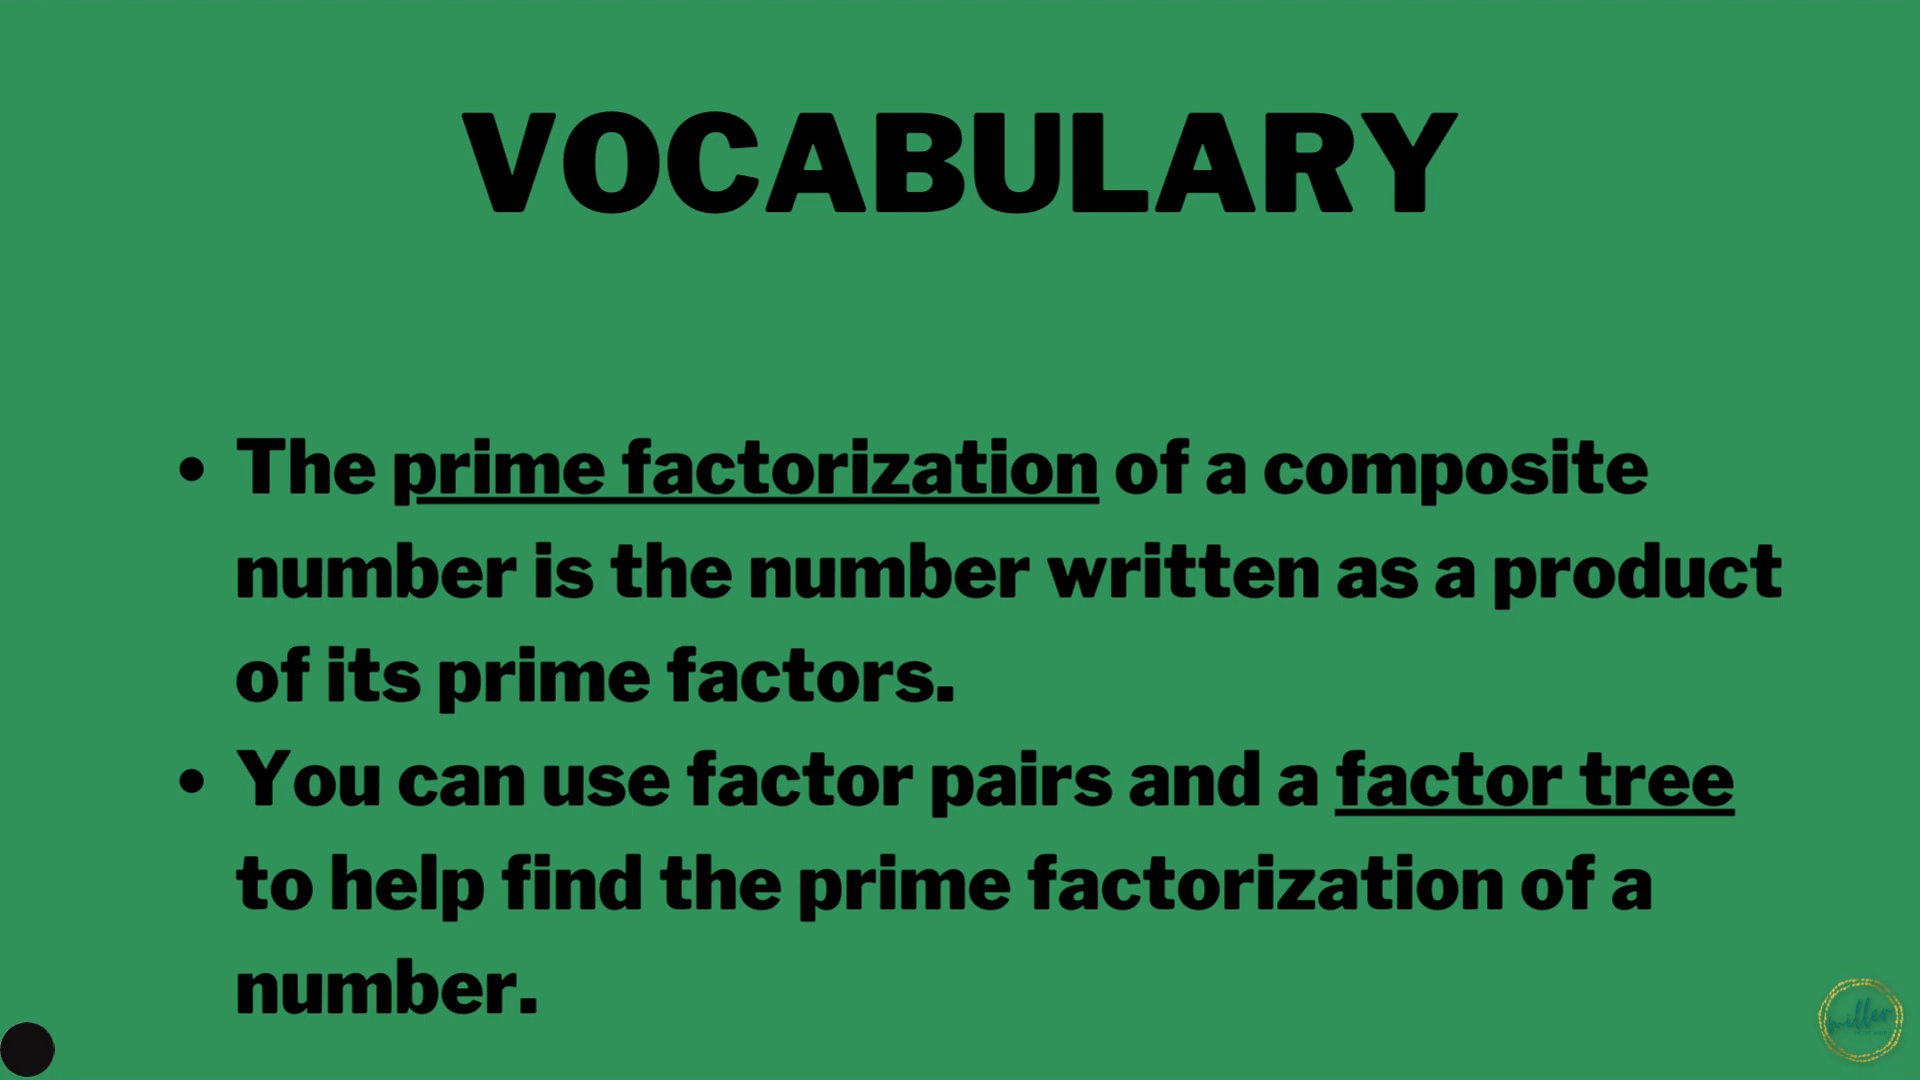 VOCABULARY
• The prime factorization of a composite
number is the number written as a product
of its prime factors.
• You can use factor pairs and a factor tree
to help find the prime factorization of a
number.
miller